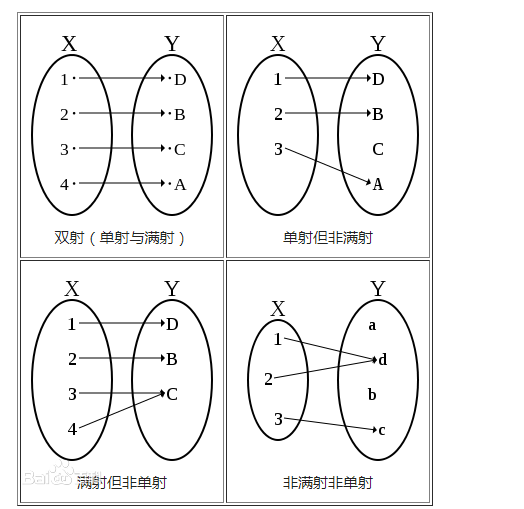 X Y
1 D
2 B
3 C
4 A
双射（单射与满射）
X Y
1 D
2 B
3 C
A
单射但非满射
X Y
1 D
2 B
3 C
4
满射但非单射
X Y
1 a
2 d
3 b
c
非满射非单射
Bai